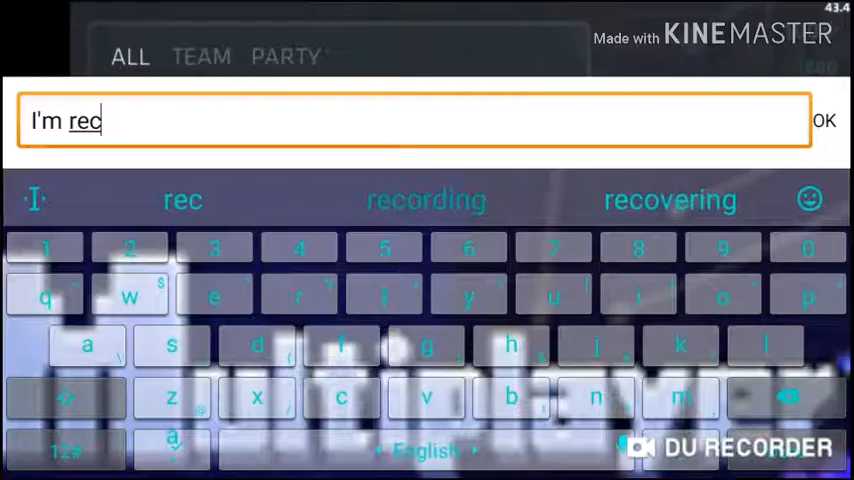 43.4
Made with KINEMASTER
ALL TEAM PARTY
I'm rec
OK
rec recording recovering
1 2 3 4 5 6 7 8 9 0
q w e r t y u i o p
a s d f g h j k l
z x c v b n m
12# English
Multiplayer
DU RECORDER